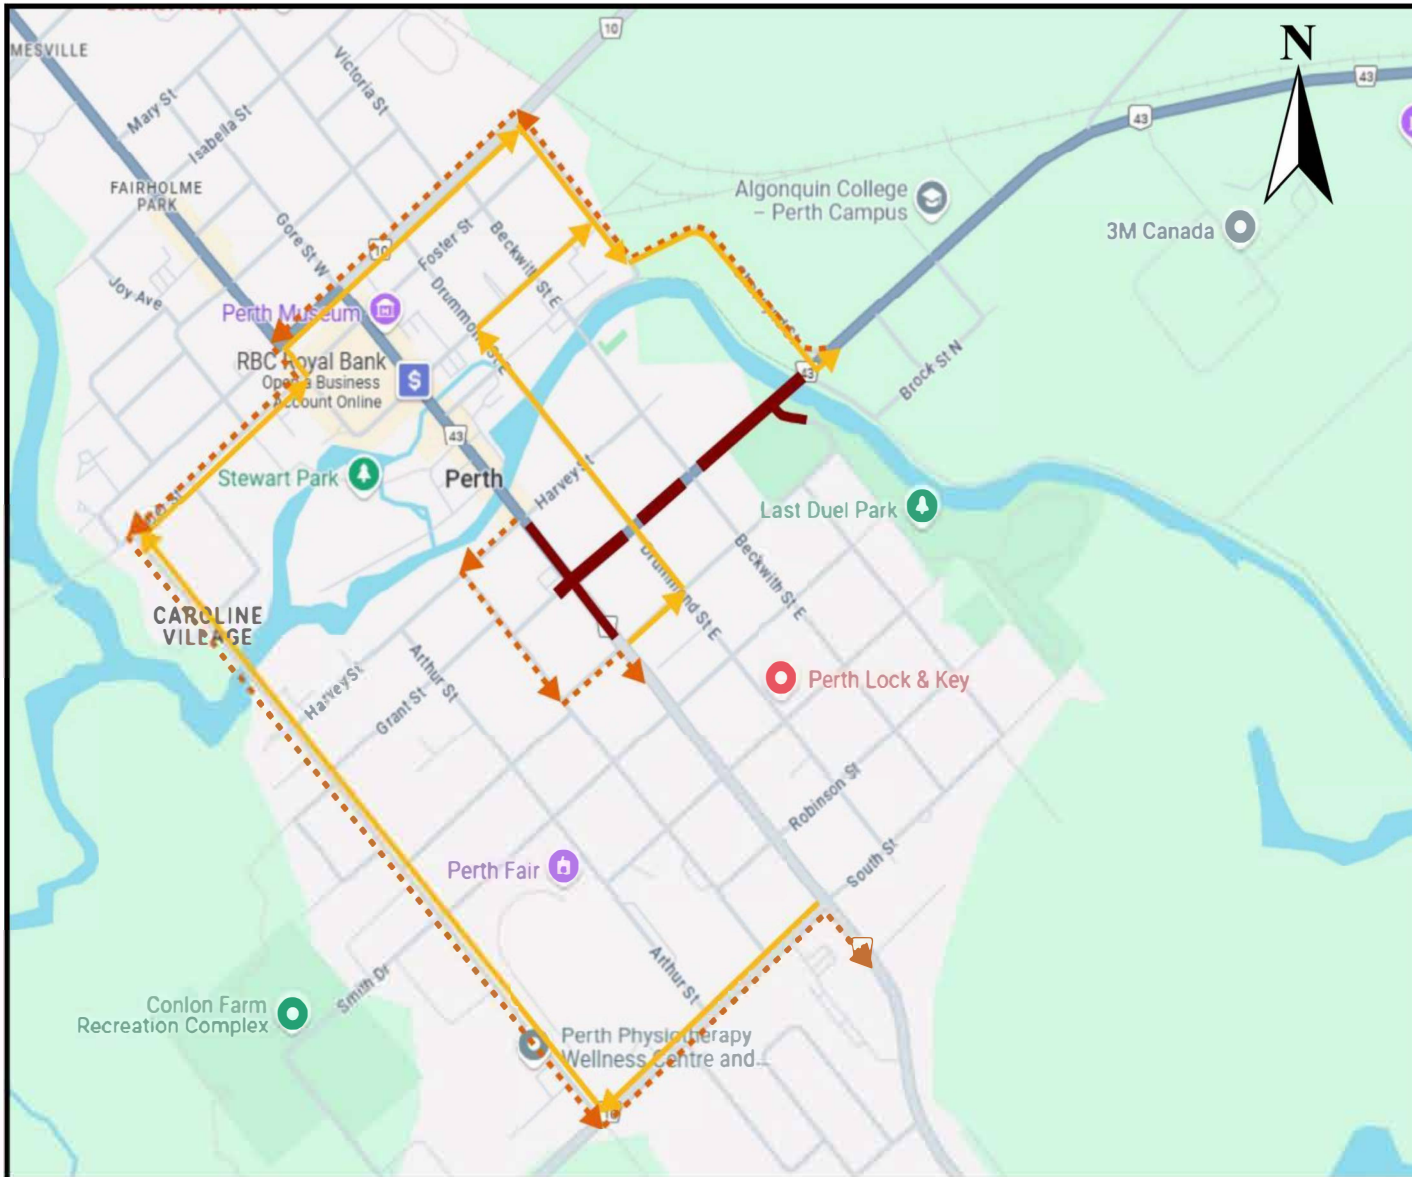 MESVILLE
10
N
43
43
Victoria St
Mary St
Isabella St
FAIRHOLME
PARK
Algonquin College
– Perth Campus
3M Canada
Gore St W
10
Foster St
Beckwith St E
Joy Ave
Perth Museum
Drummond St E
RBC Royal Bank
Open a Business
Account Online
$
43
Brock St N
43
Stewart Park
Perth
Harvey St
Last Duel Park
Drummond St E
Beckwith St E
CAROLINE
VILLAGE
Harvey St
Arthur St
Grant St
Perth Lock & Key
Robinson St
South St
Perth Fair
Arthur St
Smith Dr
Conlon Farm
Recreation Complex
Perth Physiotherapy
Wellness Centre and...
10